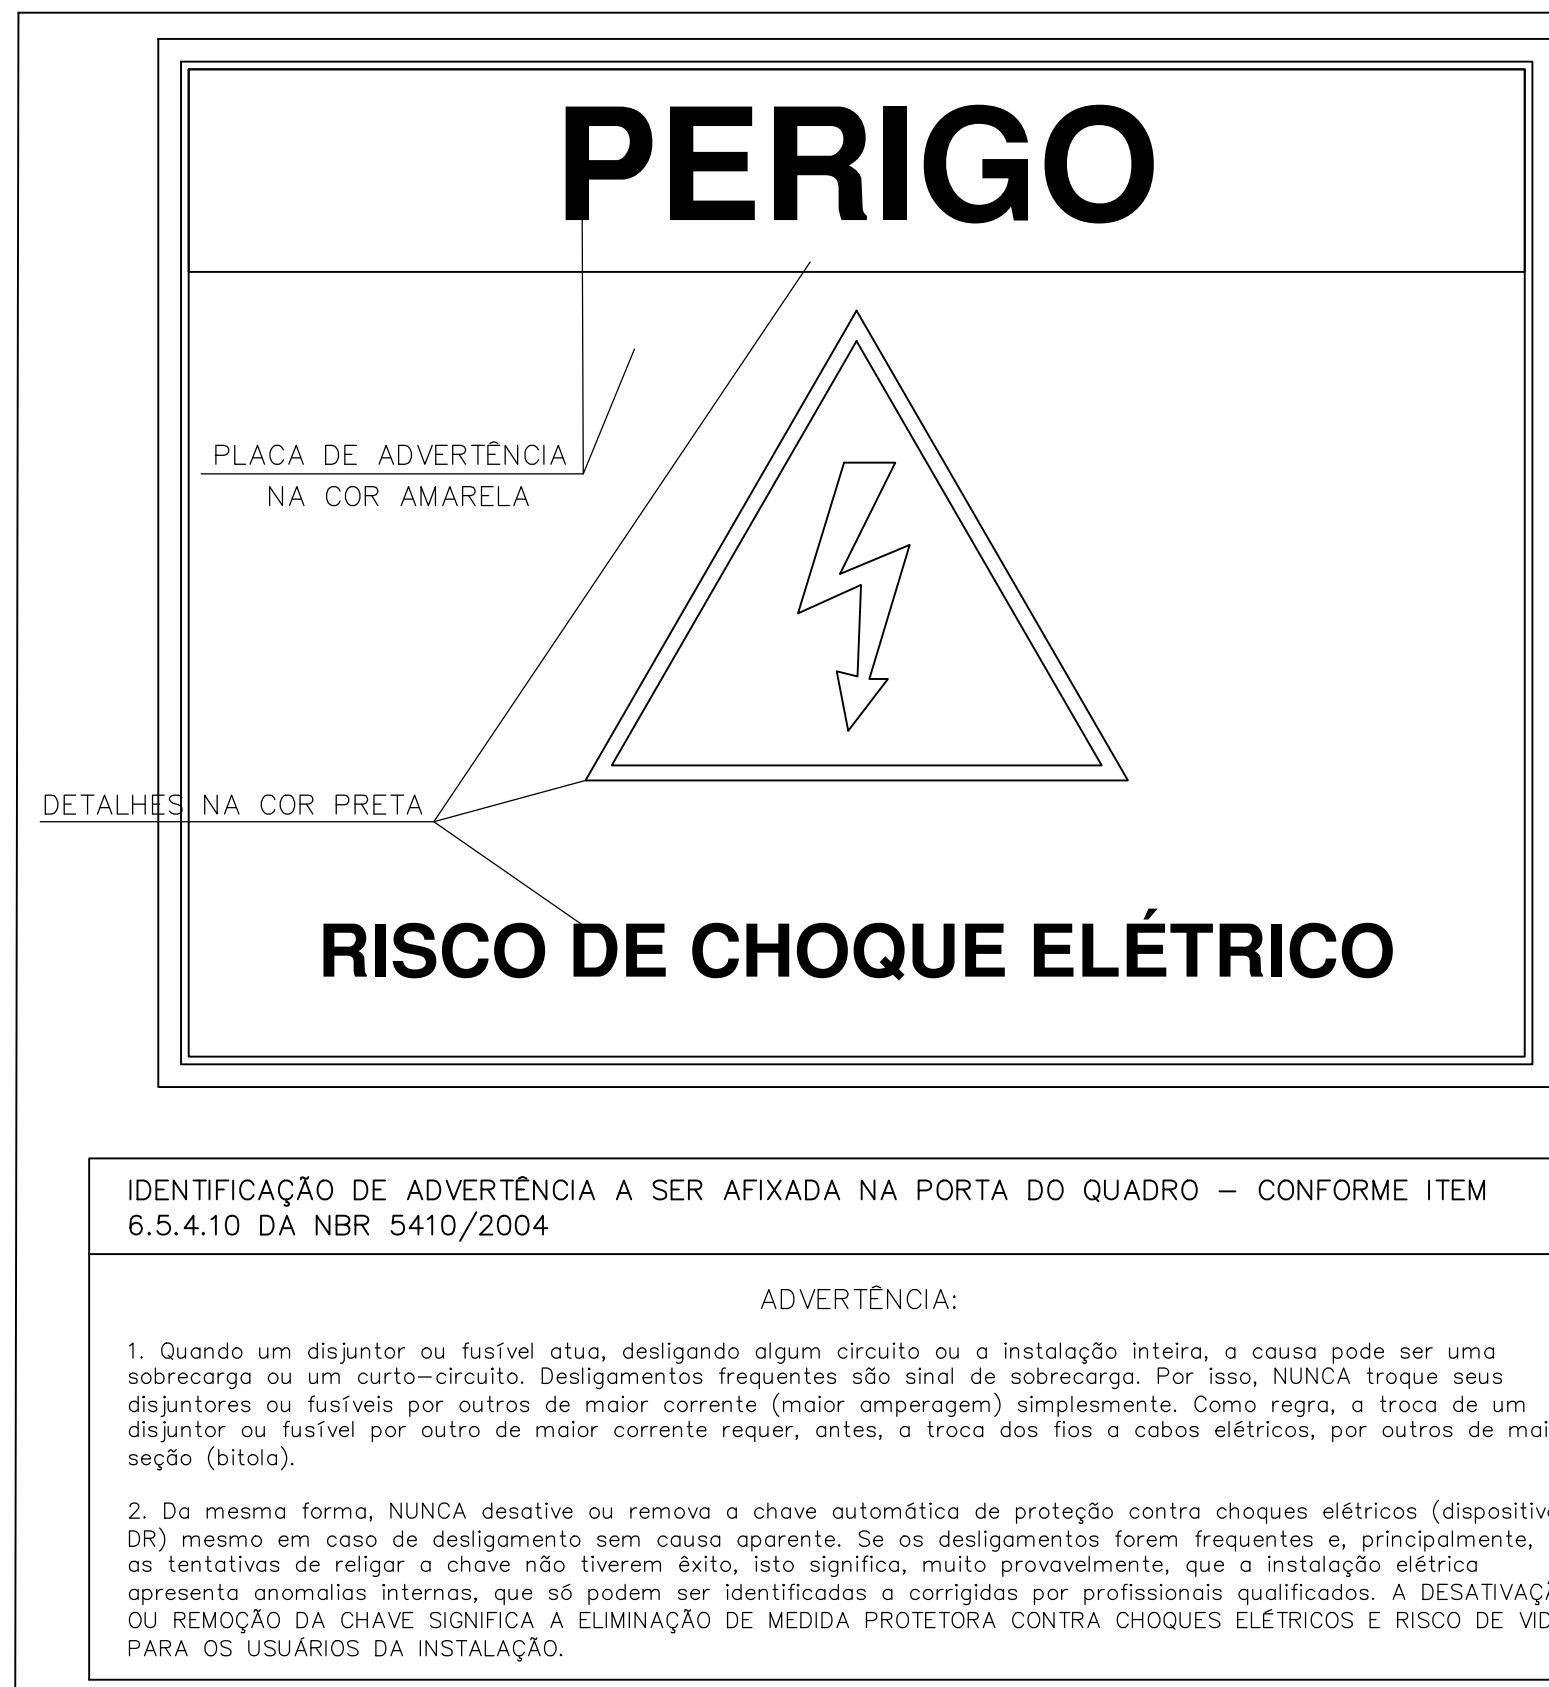 PERIGO
PLACA DE ADVERTÊNCIA
NA COR AMARELA
DETALHES NA COR PRETA
RISCO DE CHOQUE ELÉTRICO
IDENTIFICAÇÃO DE ADVERTÊNCIA A SER AFIXADA NA PORTA DO QUADRO – CONFORME ITEM
6.5.4.10 DA NBR 5410/2004
ADVERTÊNCIA:
1. Quando um disjuntor ou fusível atua, desligando algum circuito ou a instalação inteira, a causa pode ser uma
sobrecarga ou um curto–circuito. Desligamentos frequentes são sinal de sobrecarga. Por isso, NUNCA troque seus
disjuntores ou fusíveis por outros de maior corrente (maior amperagem) simplesmente. Como regra, a troca de um
disjuntor ou fusível por outro de maior corrente requer, antes, a troca dos fios a cabos elétricos, por outros de mai
seção (bitola).
2. Da mesma forma, NUNCA desative ou remova a chave automática de proteção contra choques elétricos (dispositiv
DR) mesmo em caso de desligamento sem causa aparente. Se os desligamentos forem frequentes e, principalmente,
as tentativas de religar a chave não tiverem êxito, isto significa, muito provavelmente, que a instalação elétrica
apresenta anomalias internas, que só podem ser identificadas a corrigidas por profissionais qualificados. A DESATIVAÇÃ
OU REMOÇÃO DA CHAVE SIGNIFICA A ELIMINAÇÃO DE MEDIDA PROTETORA CONTRA CHOQUES ELÉTRICOS E RISCO DE VID
PARA OS USUÁRIOS DA INSTALAÇÃO.